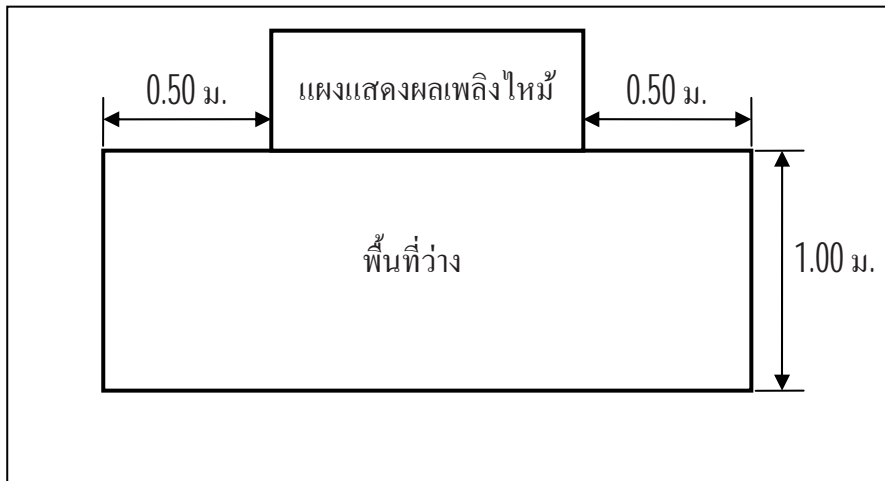 0.50 ม.
แผงแสดงผลเพลิงไหม้
0.50 ม.
พื้นที่ว่าง
1.00 ม.